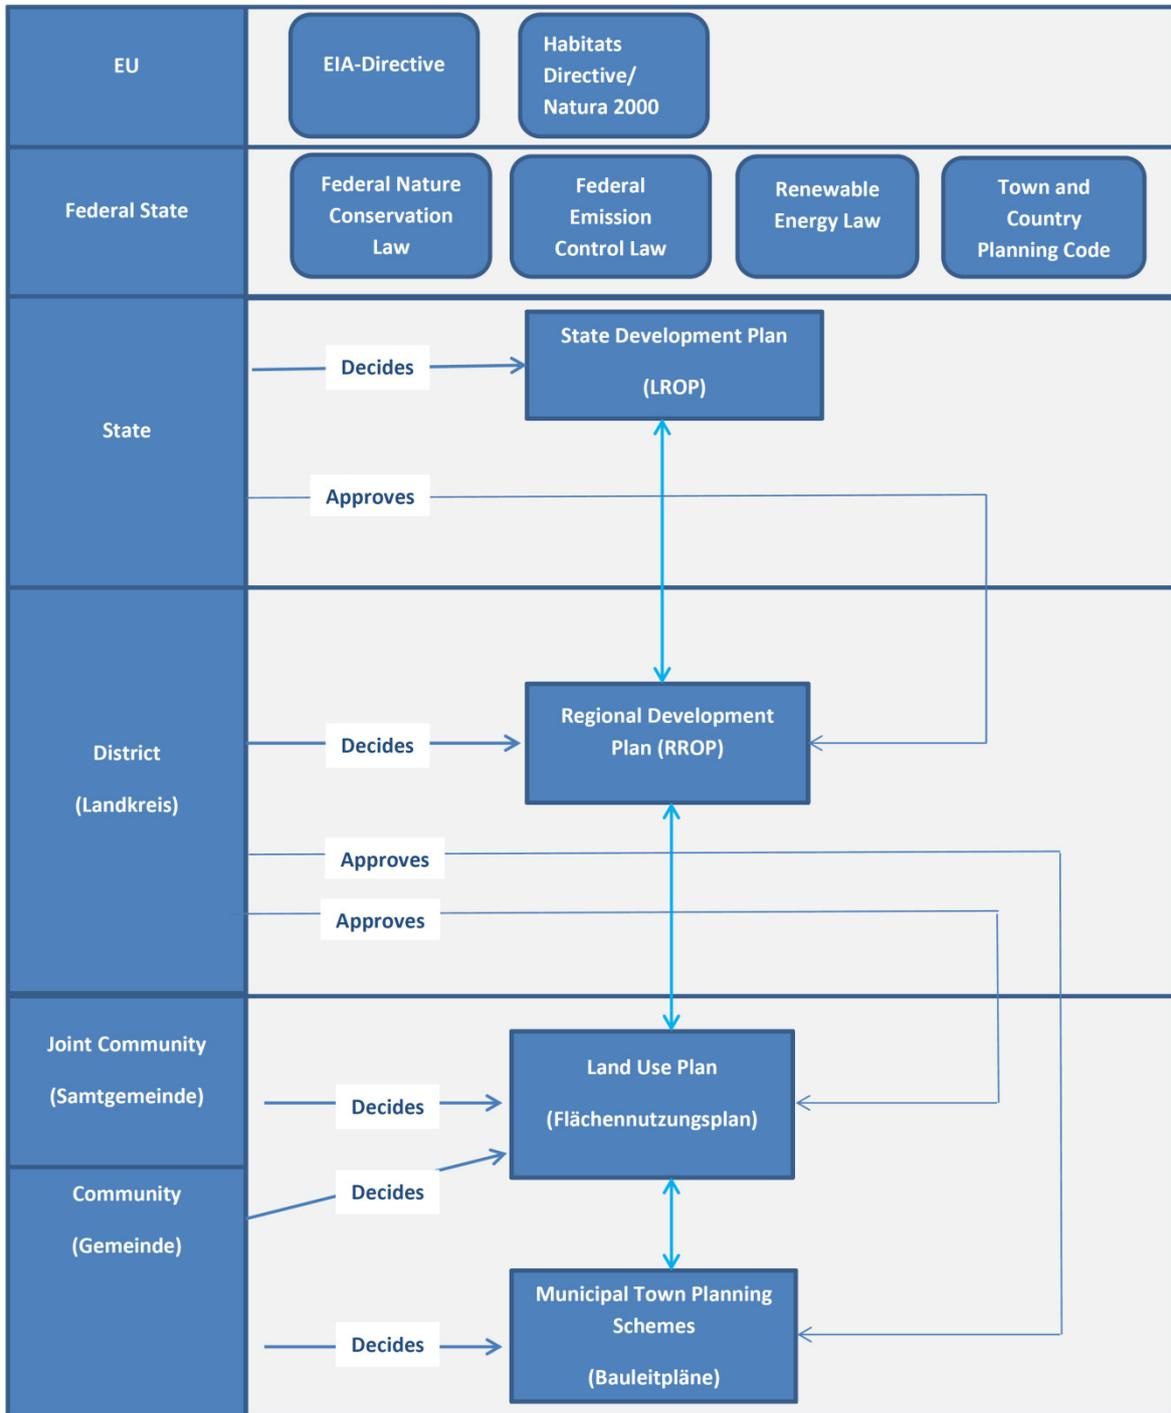 EU
EIA-Directive
Habitats
Directive/
Natura 2000
Federal State
Federal Nature
Conservation
Law
Federal
Emission
Control Law
Renewable
Energy Law
Town and
Country
Planning Code
State
Decides
State Development Plan
(LROP)
Approves
District
(Landkreis)
Decides
Regional Development
Plan (RROP)
Approves
Approves
Joint Community
(Samtgemeinde)
Decides
Land Use Plan
(Flächennutzungsplan)
Community
(Gemeinde)
Decides
Decides
Municipal Town Planning
Schemes
(Bauleitpläne)